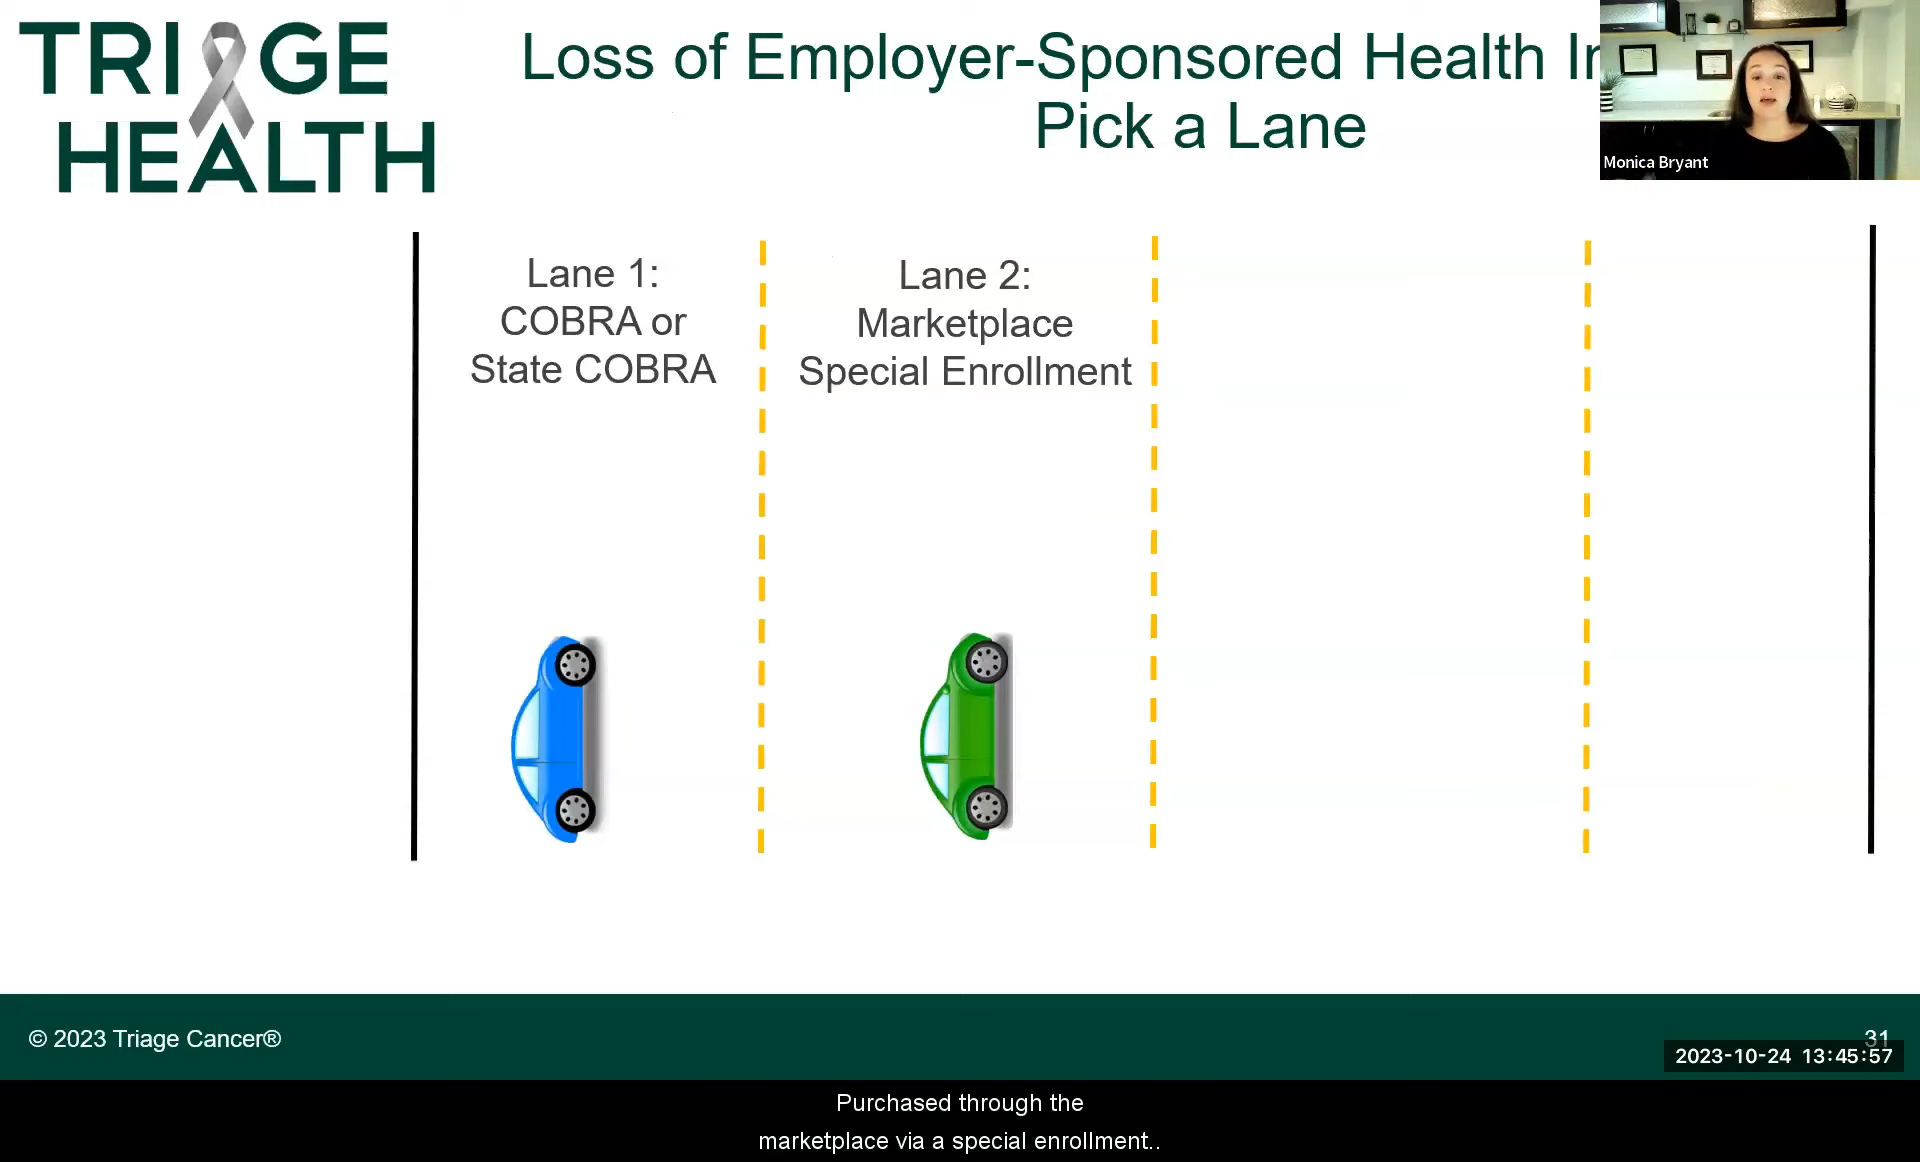 TRIAGE
HEALTH
Loss of Employer-Sponsored Health
Pick a Lane
Monica Bryant
Lane 1:
COBRA or
State COBRA
Lane 2:
Marketplace
Special Enrollment
© 2023 Triage Cancer®
31
2023-10-24 13:45:57
Purchased through the
marketplace via a special enrollment..